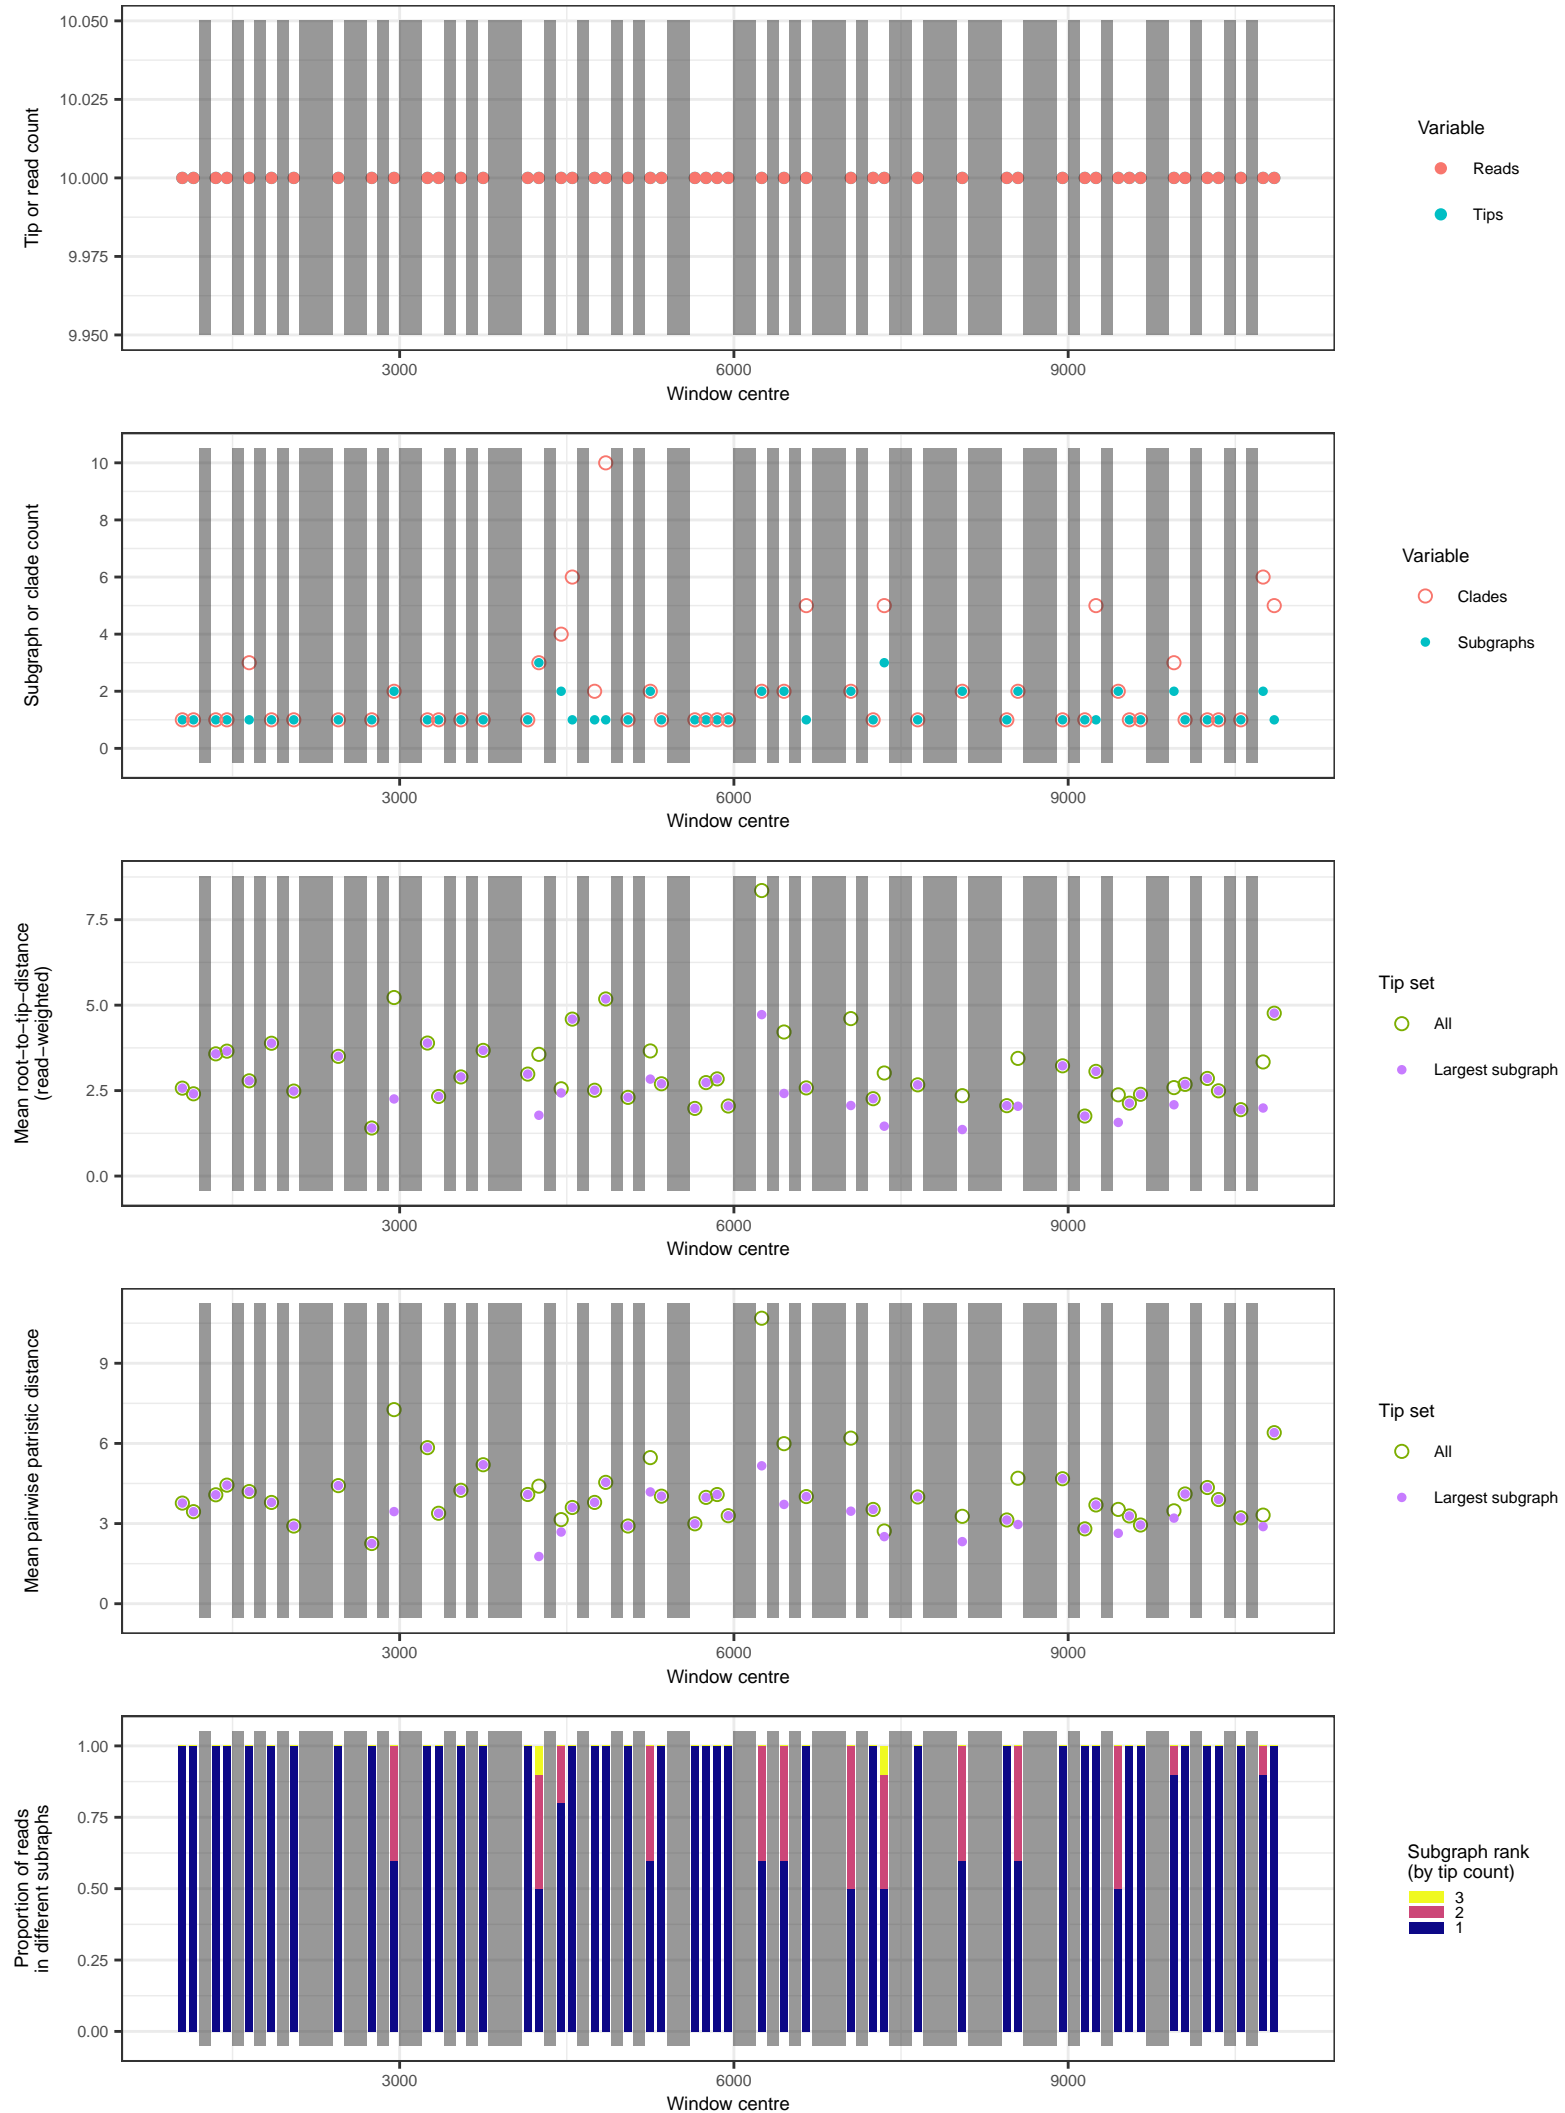 10.050
10.025
10.000
9.975
9.950
Tip or read count
3000 6000 9000
Window centre
Variable
Reads
Tips
10
8
6
4
2
0
Subgraph or clade count
3000 6000 9000
Window centre
Variable
Clades
Subgraphs
7.5
5.0
2.5
0.0
Mean root−to−tip−distance
(read−weighted)
3000 6000 9000
Window centre
Tip set
All
Largest subgraph
9
6
3
0
Mean pairwise patristic distance
3000 6000 9000
Window centre
Tip set
All
Largest subgraph
1.00
0.75
0.50
0.25
0.00
Proportion of reads
in different subraphs
3000 6000 9000
Window centre
Subgraph rank
(by tip count)
3
2
1